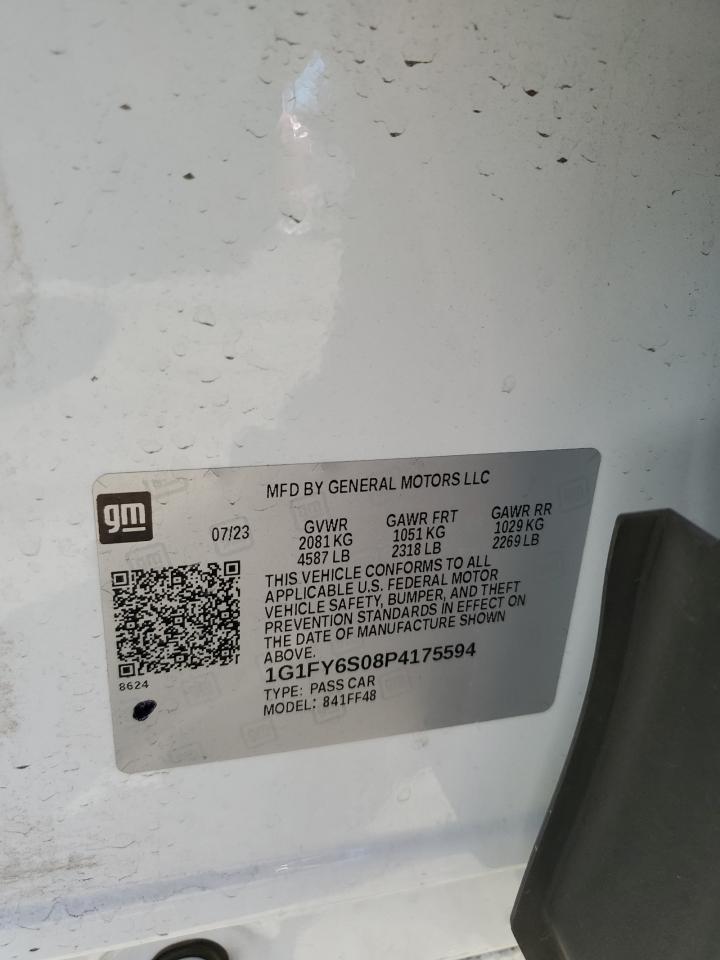 gm
MFD BY GENERAL MOTORS LLC
07/23
GVWR
2081 KG
4587 LB
GAWR FRT
1051 KG
2318 LB
GAWR RR
1029 KG
2269 LB
THIS VEHICLE CONFORMS TO ALL
APPLICABLE U.S. FEDERAL MOTOR
VEHICLE SAFETY, BUMPER, AND THEFT
PREVENTION STANDARDS IN EFFECT ON
THE DATE OF MANUFACTURE SHOWN
ABOVE.
1G1FY6S08P4175594
TYPE: PASS CAR
MODEL: 841FF48
8624